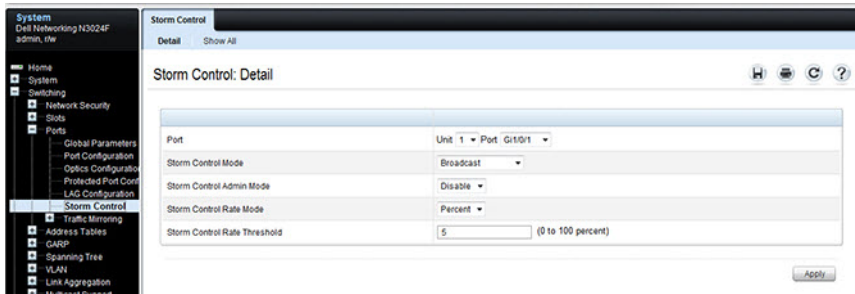 System
Dell Networking N3024F
admin, r/w
Home
System
Switching
Network Security
Slots
Ports
Global Parameters
Port Configuration
Optics Configuration
Protected Port Conf
LAG Configuration
Storm Control
Traffic Mirroring
Address Tables
GARP
Spanning Tree
VLAN
Link Aggregation
Multicast Support
Storm Control
Detail Show All
Storm Control: Detail
Port Unit 1 Port Gi1/0/1
Storm Control Mode Broadcast
Storm Control Admin Mode Disable
Storm Control Rate Mode Percent
Storm Control Rate Threshold 5 (0 to 100 percent)
Apply